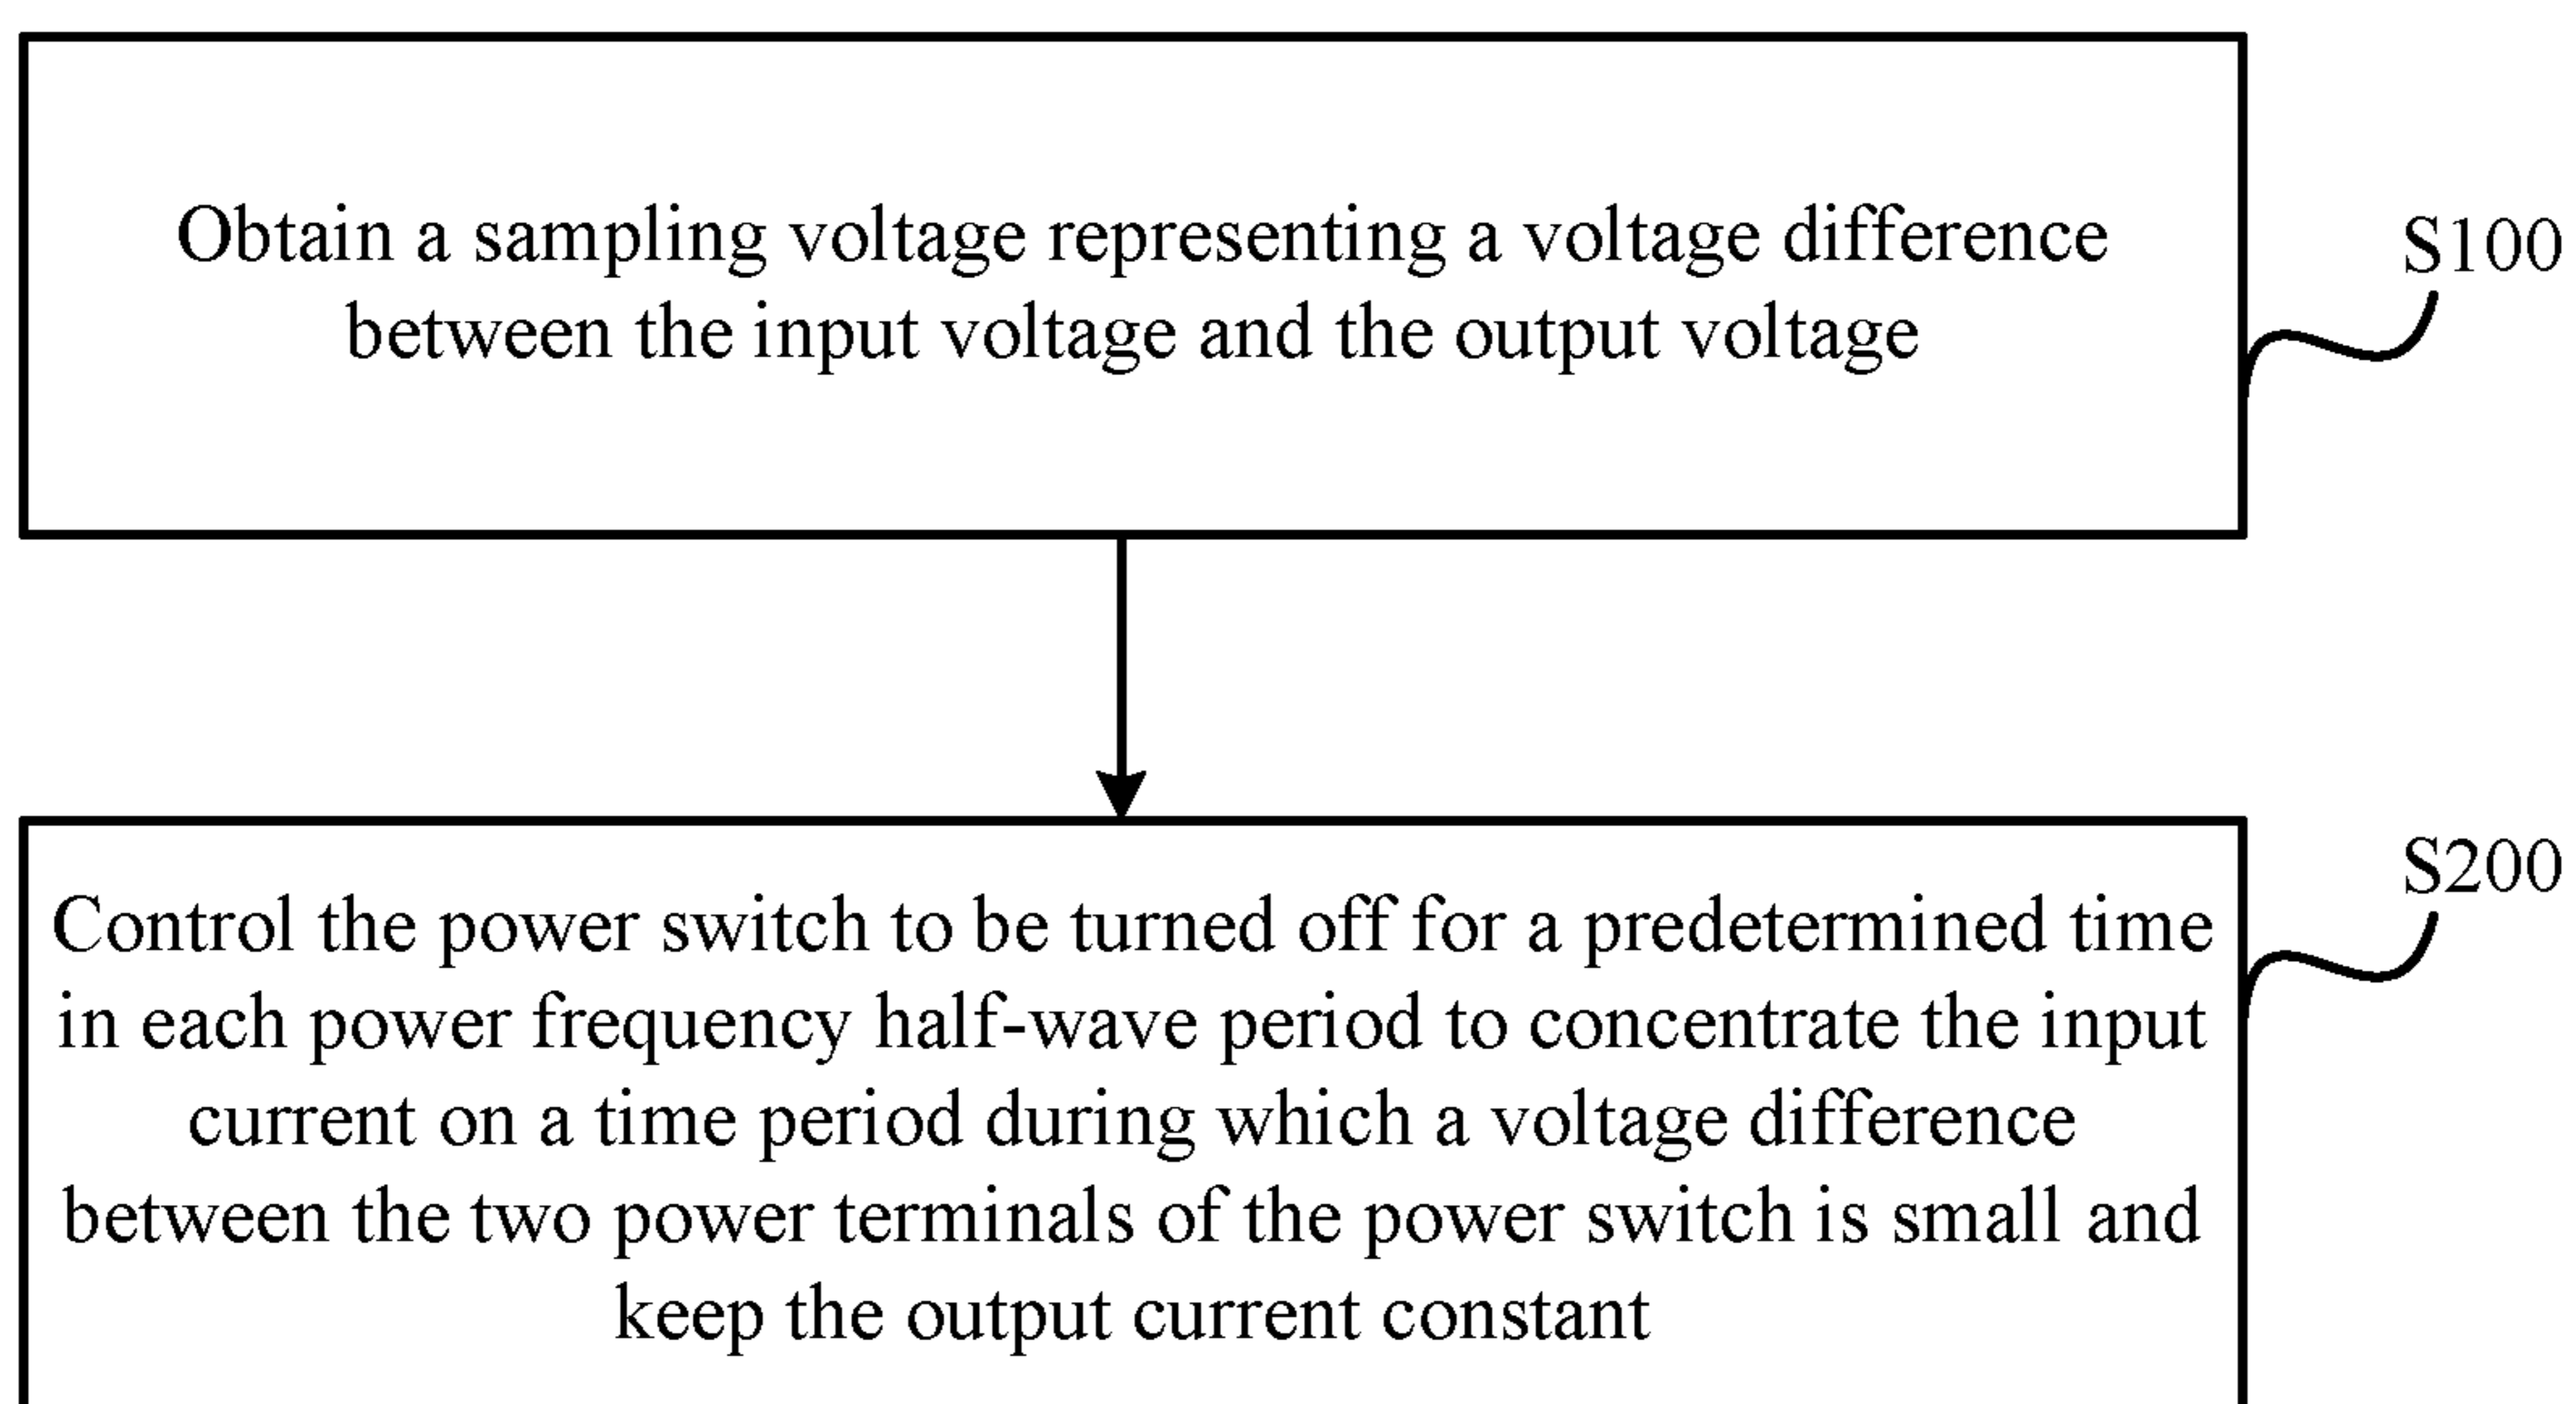 Obtain a sampling voltage representing a voltage difference
between the input voltage and the output voltage
S100
Control the power switch to be turned off for a predetermined time
in each power frequency half-wave period to concentrate the input
current on a time period during which a voltage difference
between the two power terminals of the power switch is small and
keep the output current constant
S200